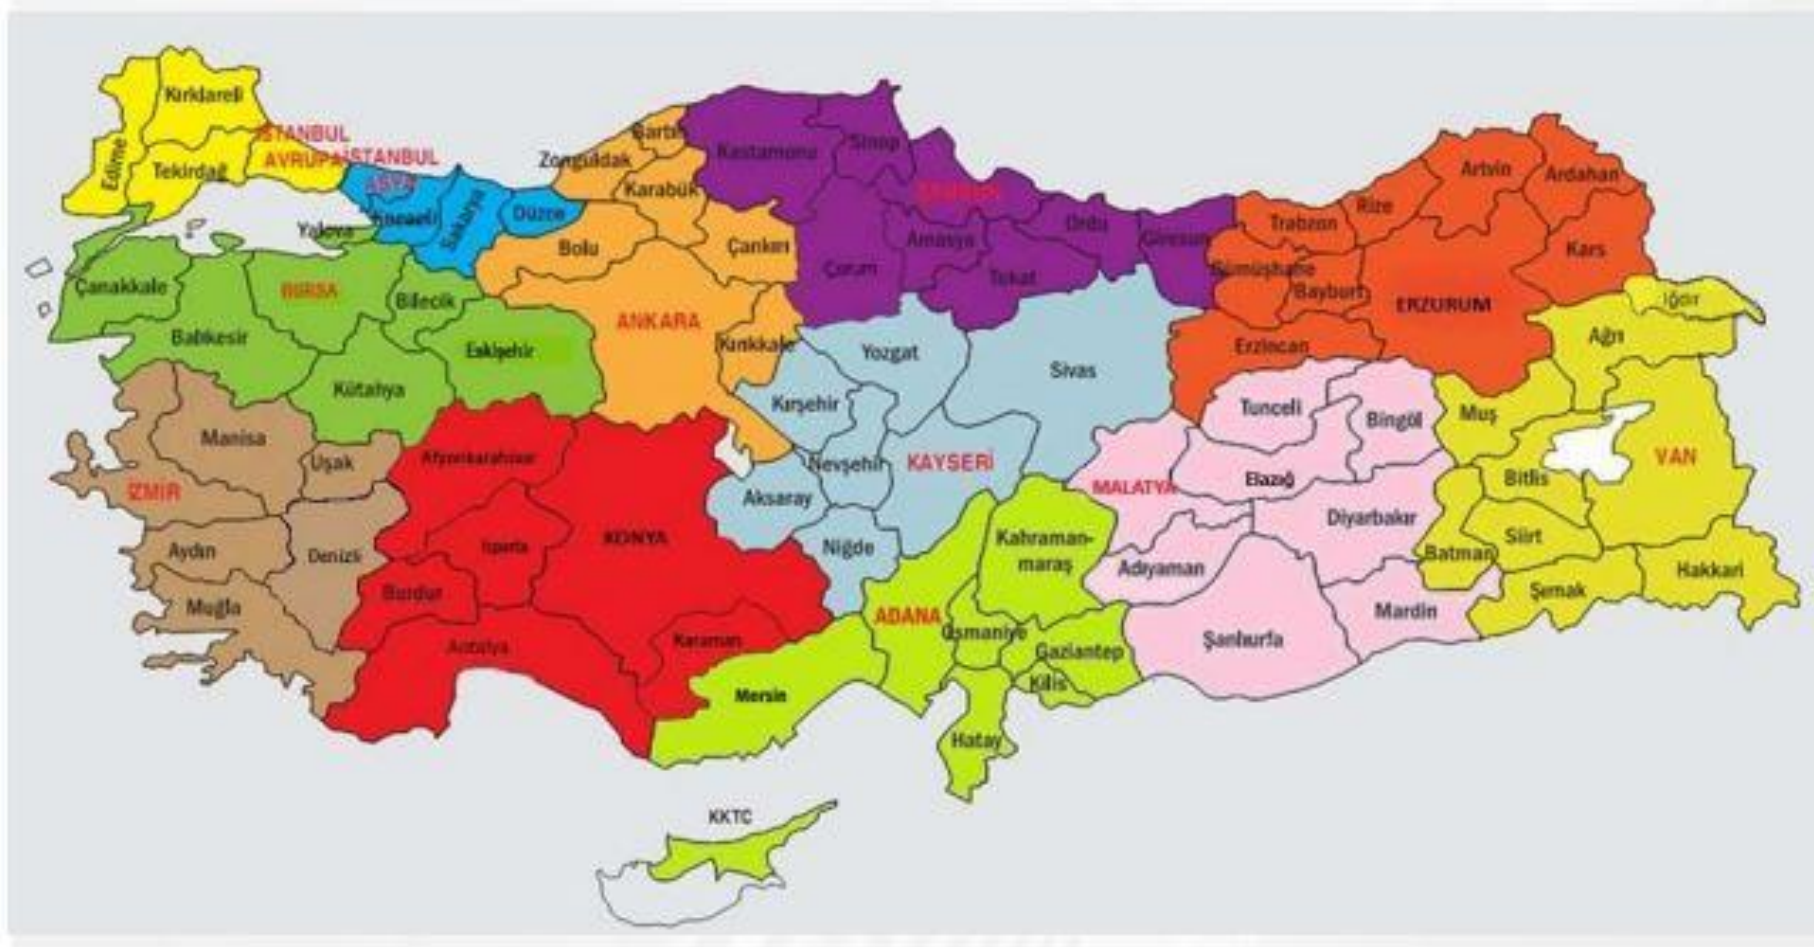 Kırklareli
Edirne
Tekirdağ
İSTANBUL
AVRUPA
İSTANBUL
ASYA
Kocaeli
Sakarya
Düzce
Yalova
Zonguldak
Bartın
Karabük
Bolu
Çankırı
ANKARA
Kırıkkale
Kastamonu
Sinop
Çorum
Amasya
Tokat
Ordu
Giresun
Trabzon
Rize
Artvin
Ardahan
Gümüşhane
Bayburt
ERZURUM
Kars
Erzincan
Iğdır
Ağrı
Çanakkale
BURSA
Bilecik
Balıkesir
Eskişehir
Kütahya
Yozgat
Sivas
Kırşehir
Nevşehir
KAYSERİ
Aksaray
Niğde
Tunceli
Bingöl
Muş
MALATYA
Elazığ
Diyarbakır
Bitlis
VAN
Manisa
Uşak
İZMİR
Aydın
Denizli
Muğla
Afyonkarahisar
Isparta
KONYA
Burdur
Antalya
Karaman
Kahraman-
maraş
Adıyaman
Batman
Siirt
Hakkari
Şırnak
Mardin
Şanlıurfa
ADANA
Osmaniye
Gaziantep
Kilis
Mersin
Hatay
KKTC